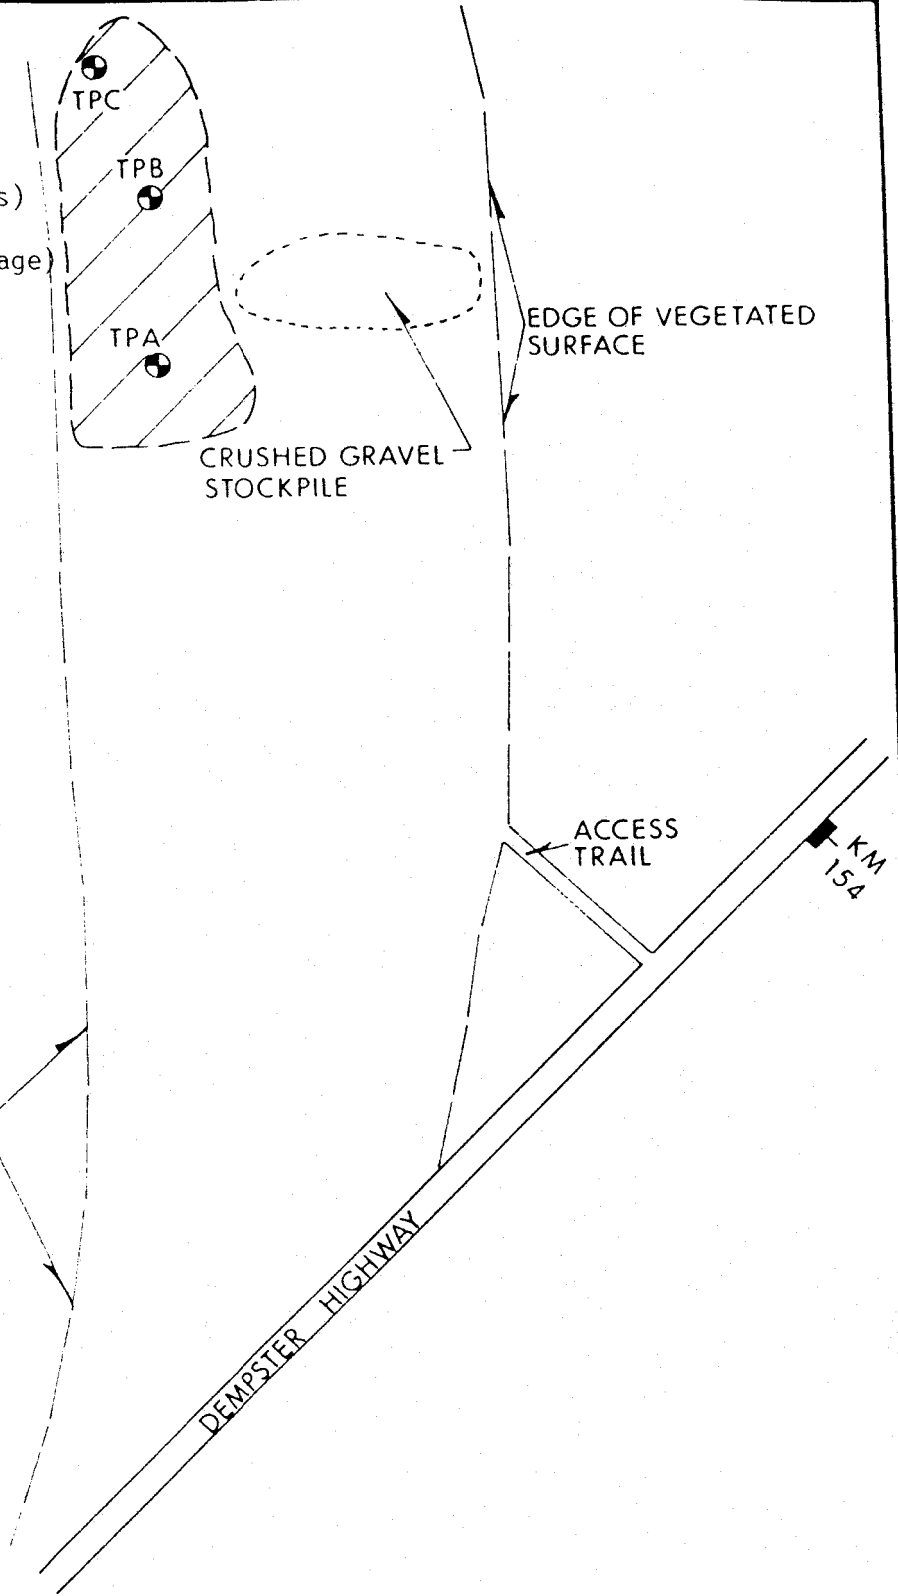 TPC
TPB
s)
age)
EDGE OF VEGETATED
SURFACE
TPA
CRUSHED GRAVEL
STOCKPILE
ACCESS
TRAIL
KM
154
DEMPSTER HIGHWAY